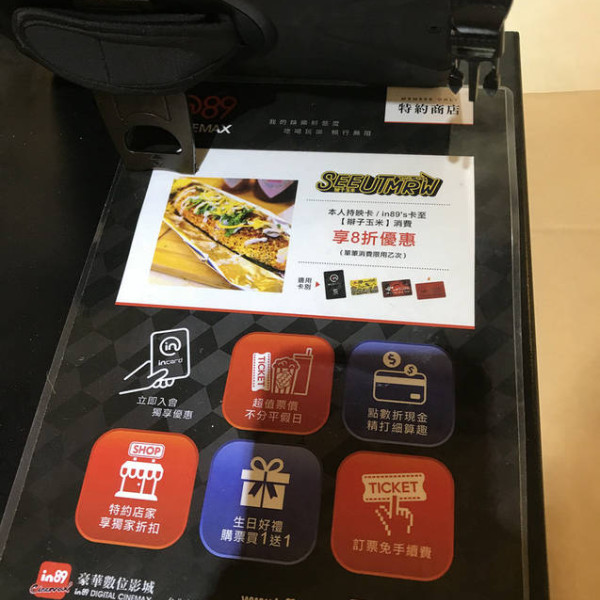 in89
CINEMAX
特約商店
SEEUTMRW
本人持映卡 / in89's卡至
【掰子玉米】消費
享8折優惠
(單筆消費限用乙次)
適用
卡別
in
incard
立即入會
獨享優惠
TICKET
超值票價
不分平假日
點數折現金
精打細算趣
SHOP
特約店家
享獨家折扣
生日好禮
購票買1送1
TICKET
訂票免手續費
in89
Cinemax
豪華數位影城
in89 DIGITAL CINEMAX